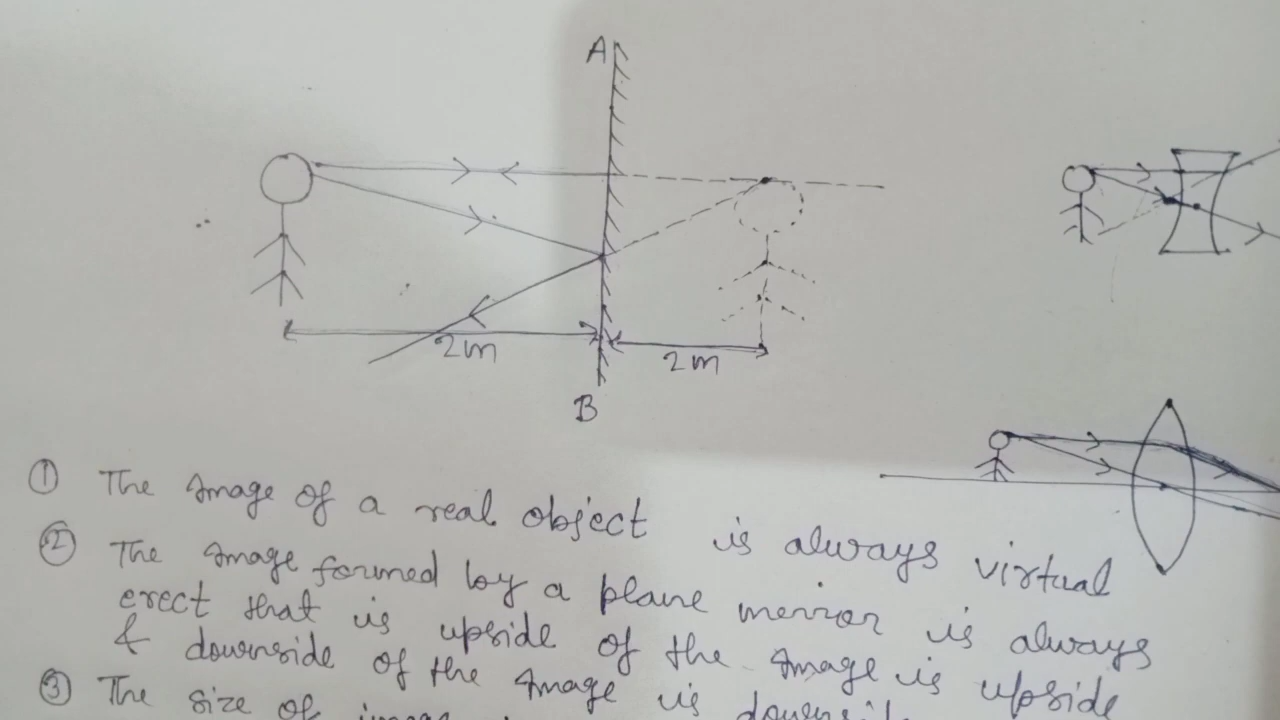 A
2m
2m
B
① The Image of a real object is always virtual
② The Image formed by a plane mirror is always
erect that is upside of the Image is upside
& downside of the Image is
③ The size of